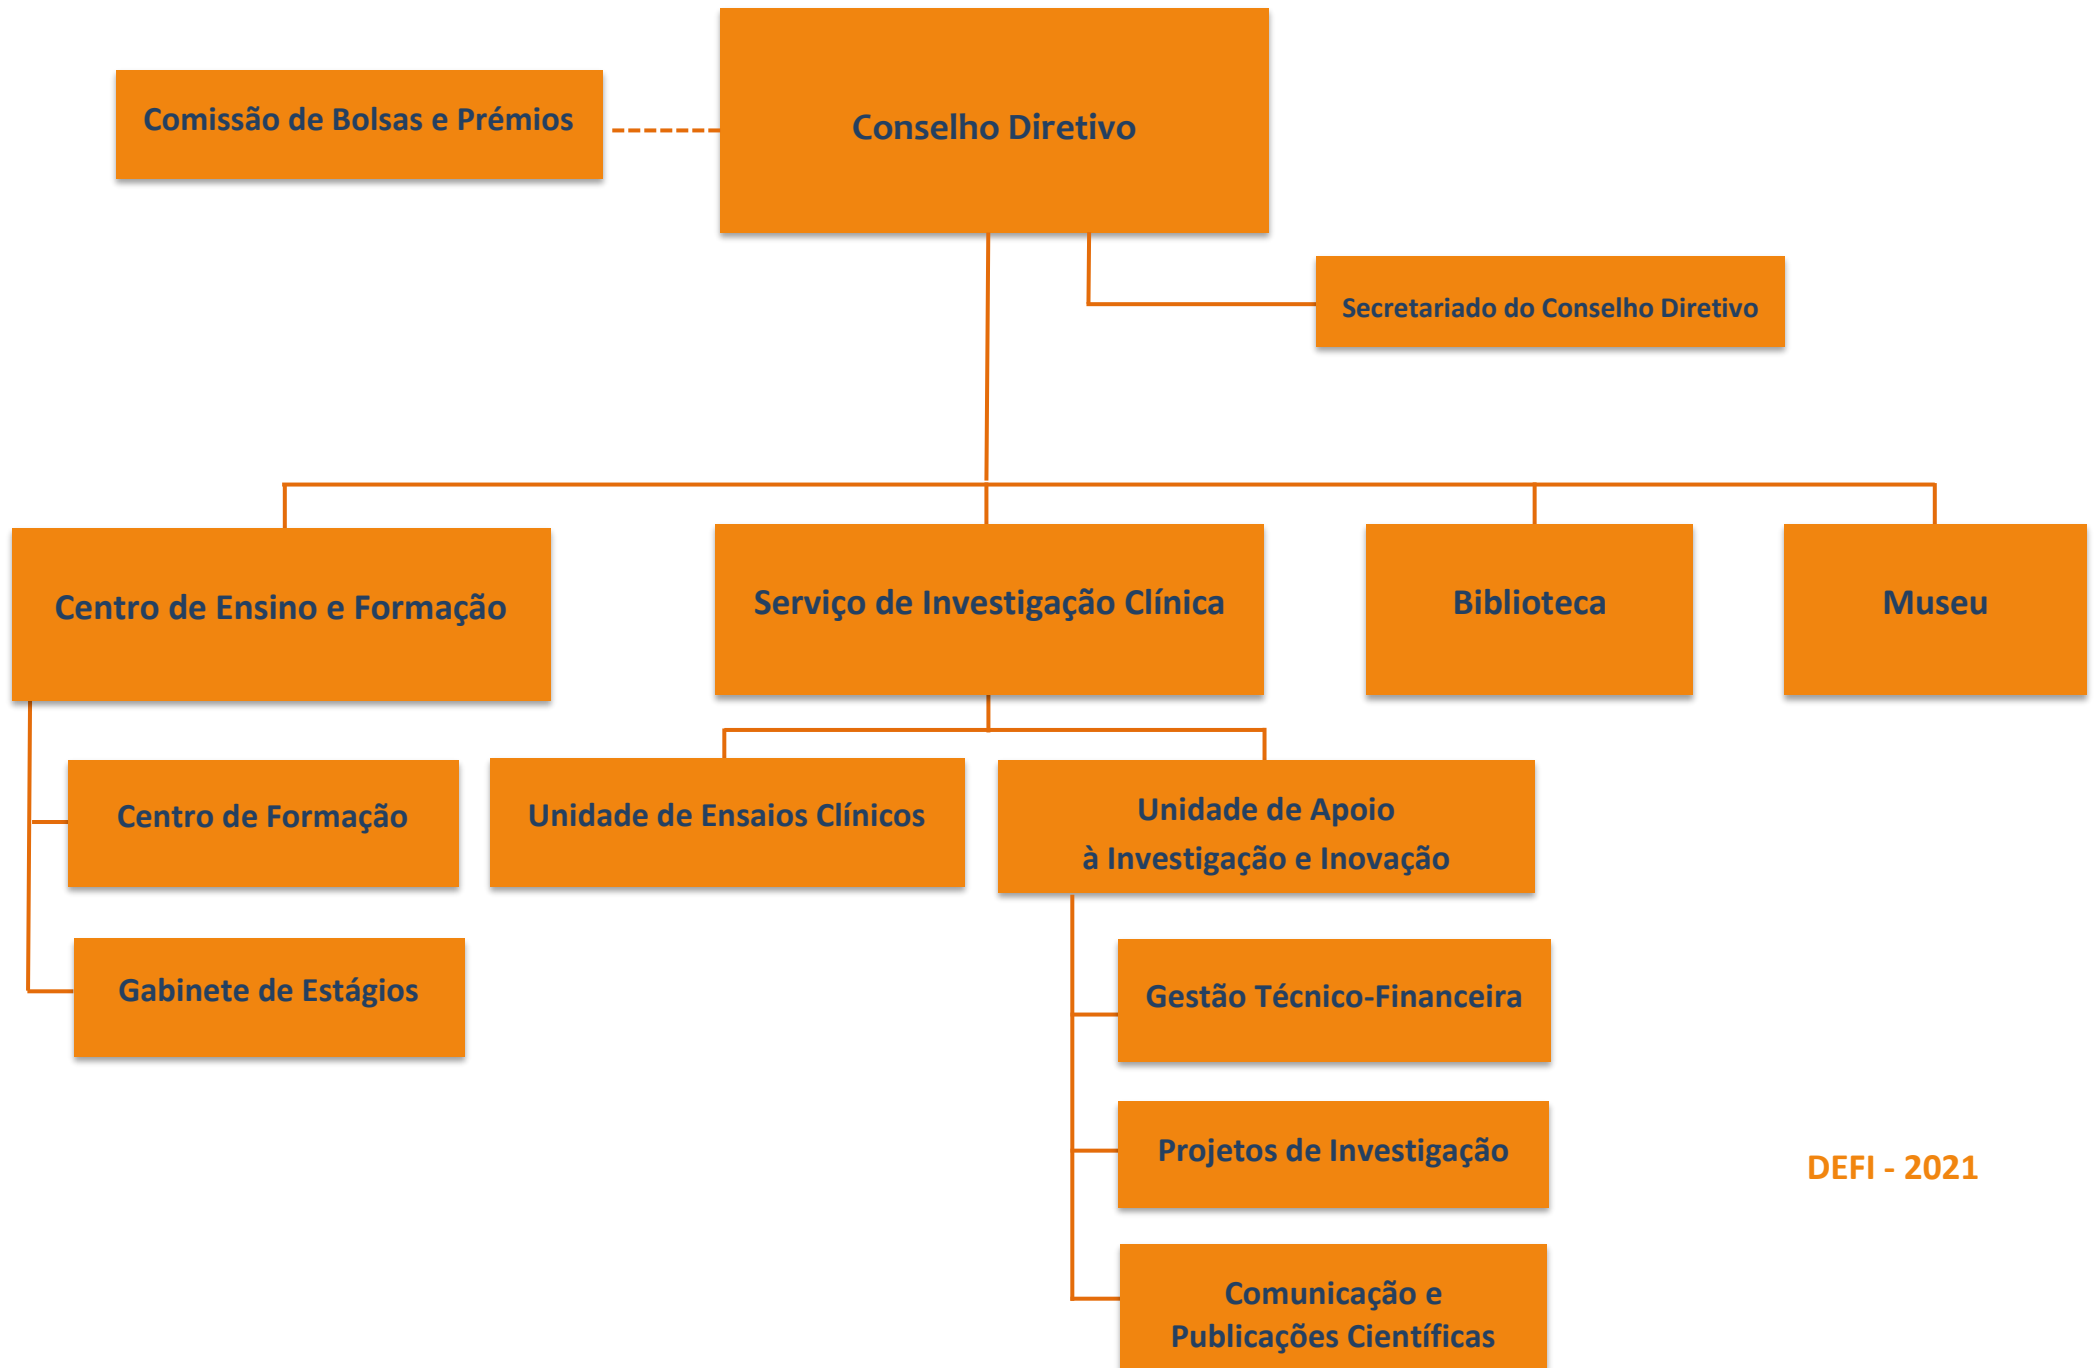 Comissão de Bolsas e Prémios
Conselho Diretivo
Secretariado do Conselho Diretivo
Centro de Ensino e Formação
Serviço de Investigação Clínica
Biblioteca
Museu
Centro de Formação
Unidade de Ensaios Clínicos
Unidade de Apoio
à Investigação e Inovação
Gabinete de Estágios
Gestão Técnico-Financeira
Projetos de Investigação
DEFI - 2021
Comunicação e
Publicações Científicas